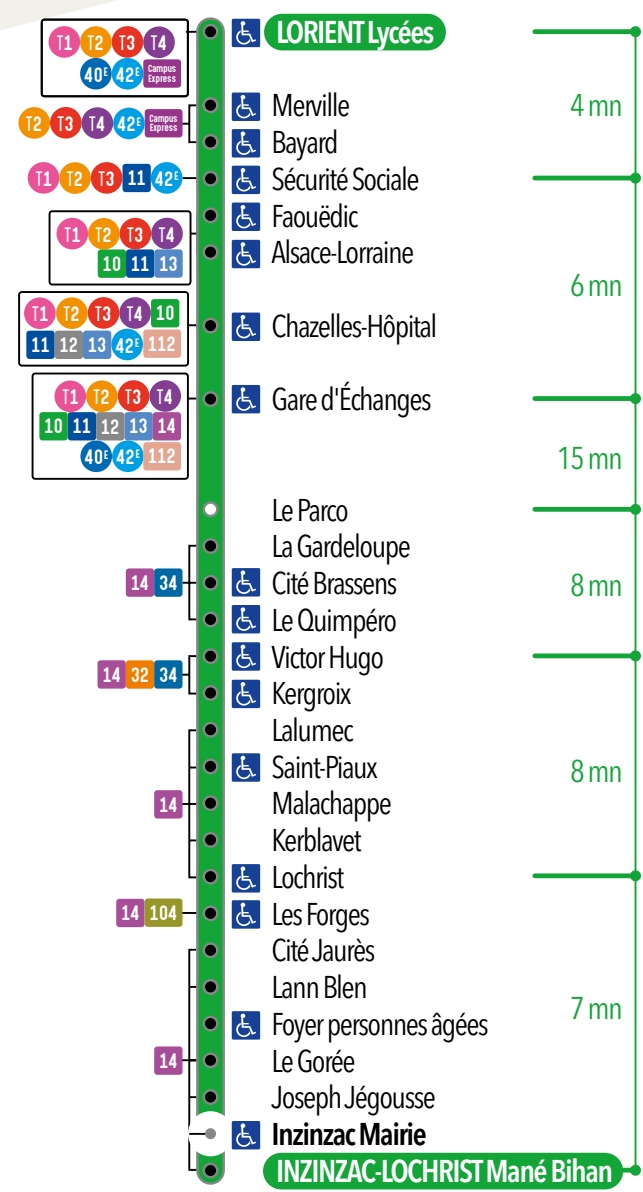 T1 T2 T3 T4
40E 42E Campus Express
LORIENT Lycées
4 mn
T2 T3 T4 42E Campus Express
Merville
Bayard
T1 T2 T3 11 42E
Sécurité Sociale
Faouëdic
T1 T2 T3 T4
10 11 13
Alsace-Lorraine
6 mn
T1 T2 T3 T4 10
11 12 13 42E 112
Chazelles-Hôpital
T1 T2 T3 T4
10 11 12 13 14
40E 42E 112
Gare d'Échanges
15 mn
Le Parco
La Gardeloupe
14 34
Cité Brassens
8 mn
Le Quimpéro
Victor Hugo
14 32 34
Kergroix
Lalumec
Saint-Piaux
8 mn
14
Malachappe
Kerblavet
Lochrist
14 104
Les Forges
Cité Jaurès
Lann Blen
7 mn
Foyer personnes âgées
14
Le Gorée
Joseph Jégousse
Inzinzac Mairie
INZINZAC-LOCHRIST Mané Bihan